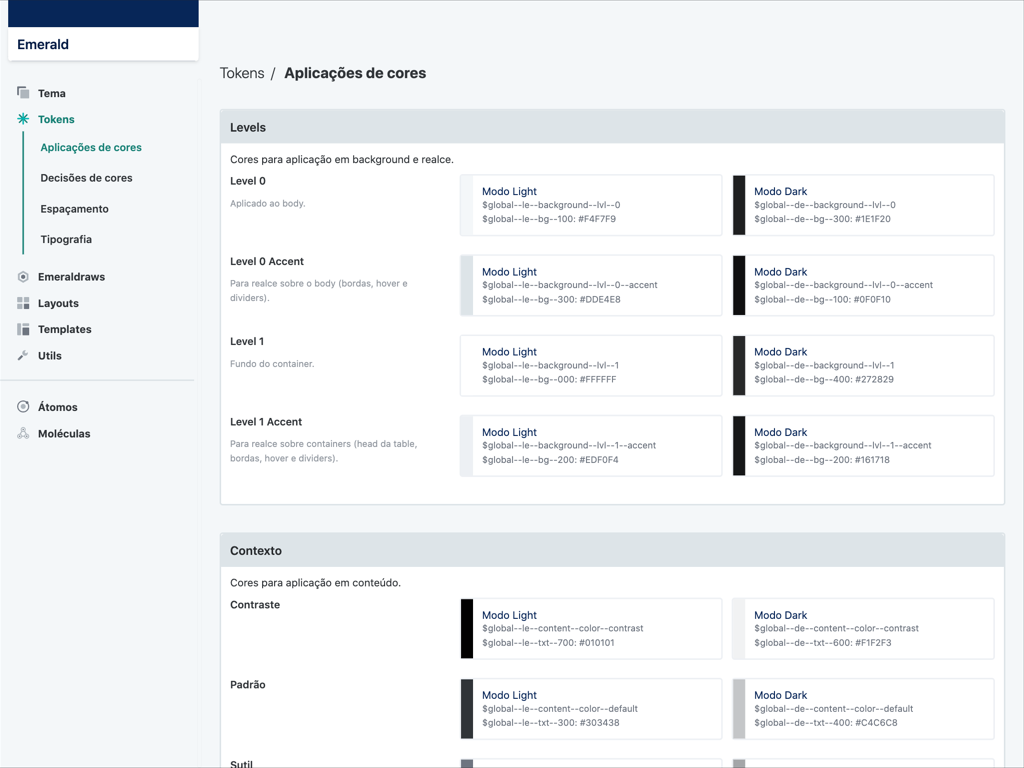 Emerald
Tema
Tokens
Aplicações de cores
Decisões de cores
Espaçamento
Tipografia
Emeraldraws
Layouts
Templates
Utils
Átomos
Moléculas
Tokens / Aplicações de cores
Levels
Cores para aplicação em background e realce.
Level 0
Aplicado ao body.
Modo Light
$global--le--background--lvl--0
$global--le--bg--100: #F4F7F9
Modo Dark
$global--de--background--lvl--0
$global--de--bg--300: #1E1F20
Level 0 Accent
Para realce sobre o body (bordas, hover e
dividers).
Modo Light
$global--le--background--lvl--0--accent
$global--le--bg--300: #DDE4E8
Modo Dark
$global--de--background--lvl--0--accent
$global--de--bg--100: #0F0F10
Level 1
Fundo do container.
Modo Light
$global--le--background--lvl--1
$global--le--bg--000: #FFFFFF
Modo Dark
$global--de--background--lvl--1
$global--de--bg--400: #272829
Level 1 Accent
Para realce sobre containers (head da table,
bordas, hover e dividers).
Modo Light
$global--le--background--lvl--1--accent
$global--le--bg--200: #EDF0F4
Modo Dark
$global--de--background--lvl--1--accent
$global--de--bg--200: #161718
Contexto
Cores para aplicação em conteúdo.
Contraste
Modo Light
$global--le--content--color--contrast
$global--le--txt--700: #010101
Modo Dark
$global--de--content--color--contrast
$global--de--txt--600: #F1F2F3
Padrão
Modo Light
$global--le--content--color--default
$global--le--txt--300: #303438
Modo Dark
$global--de--content--color--default
$global--de--txt--400: #C4C6C8
Sutil